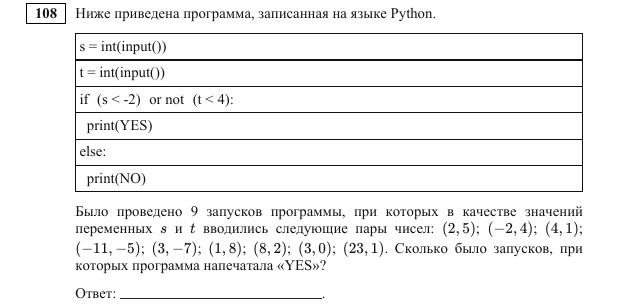 108 Ниже приведена программа, записанная на языке Python.
s = int(input())
t = int(input())
if (s < -2) or not (t < 4):
print(YES)
else:
print(NO)
Было проведено 9 запусков программы, при которых в качестве значений
переменных s и t вводились следующие пары чисел: (2, 5); (−2, 4); (4, 1);
(−11, −5); (3, −7); (1, 8); (8, 2); (3, 0); (23, 1). Сколько было запусков, при
которых программа напечатала «YES»?
Ответ: ____________________________.